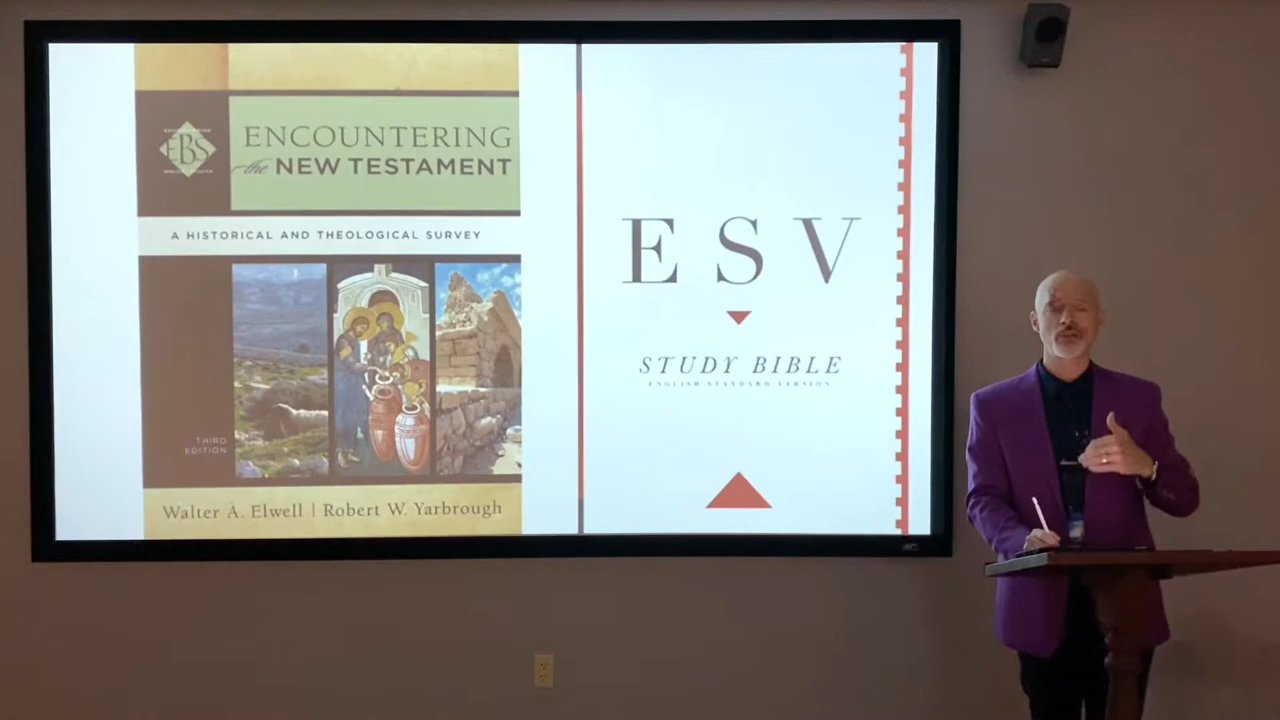 EBS
ENCOUNTERING
the NEW TESTAMENT
A HISTORICAL AND THEOLOGICAL SURVEY
THIRD
EDITION
Walter A. Elwell | Robert W. Yarbrough
ESV
STUDY BIBLE
ENGLISH STANDARD VERSION